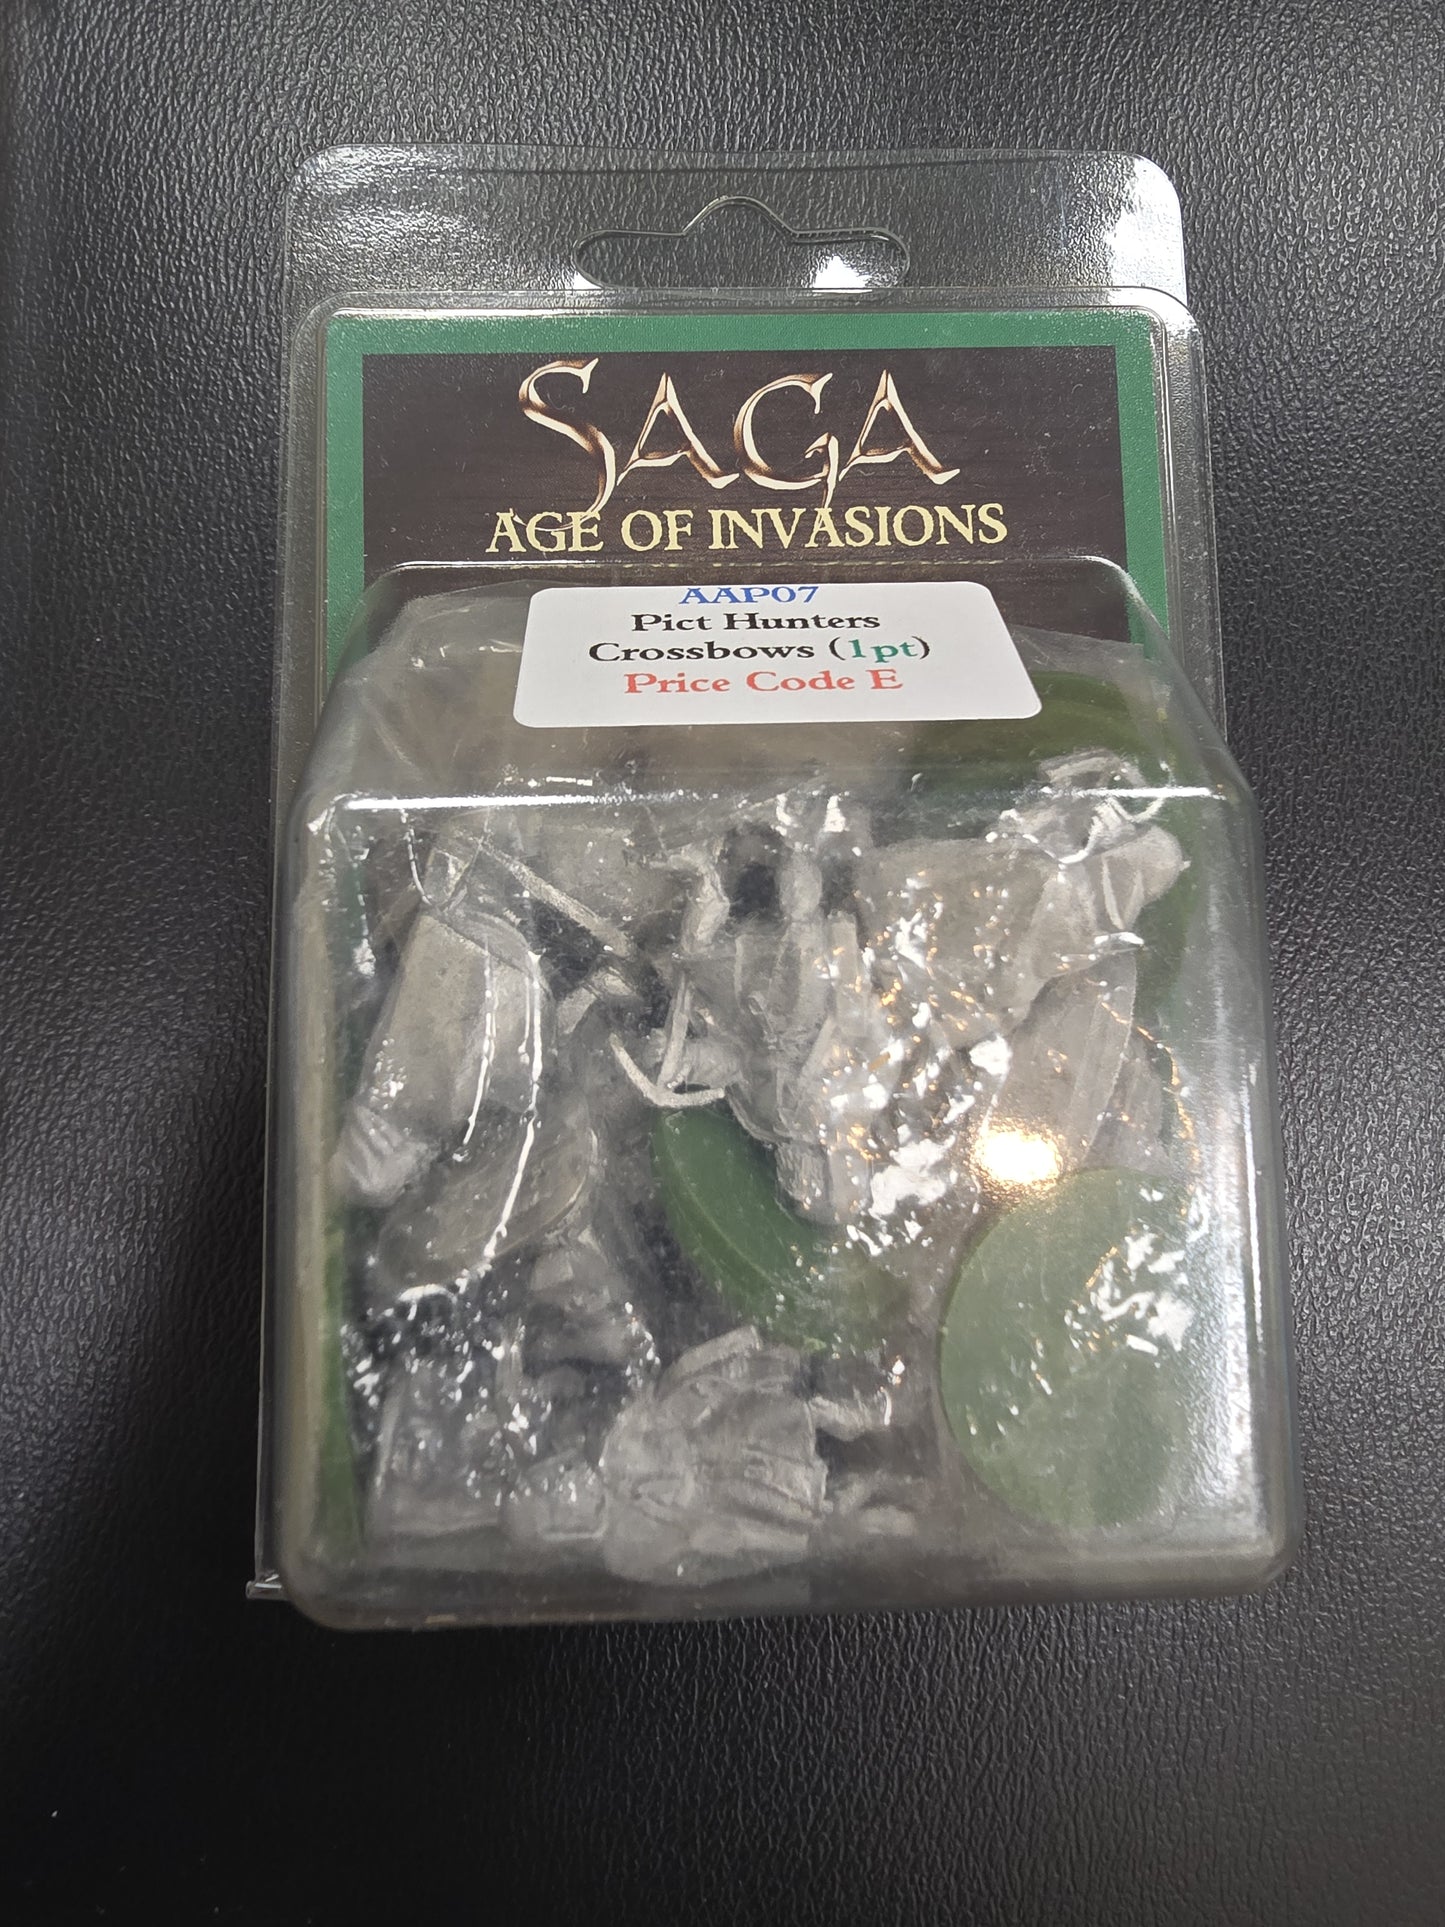 SAGA
AGE OF INVASIONS
AAP07
Pict Hunters
Crossbows (1pt)
Price Code E